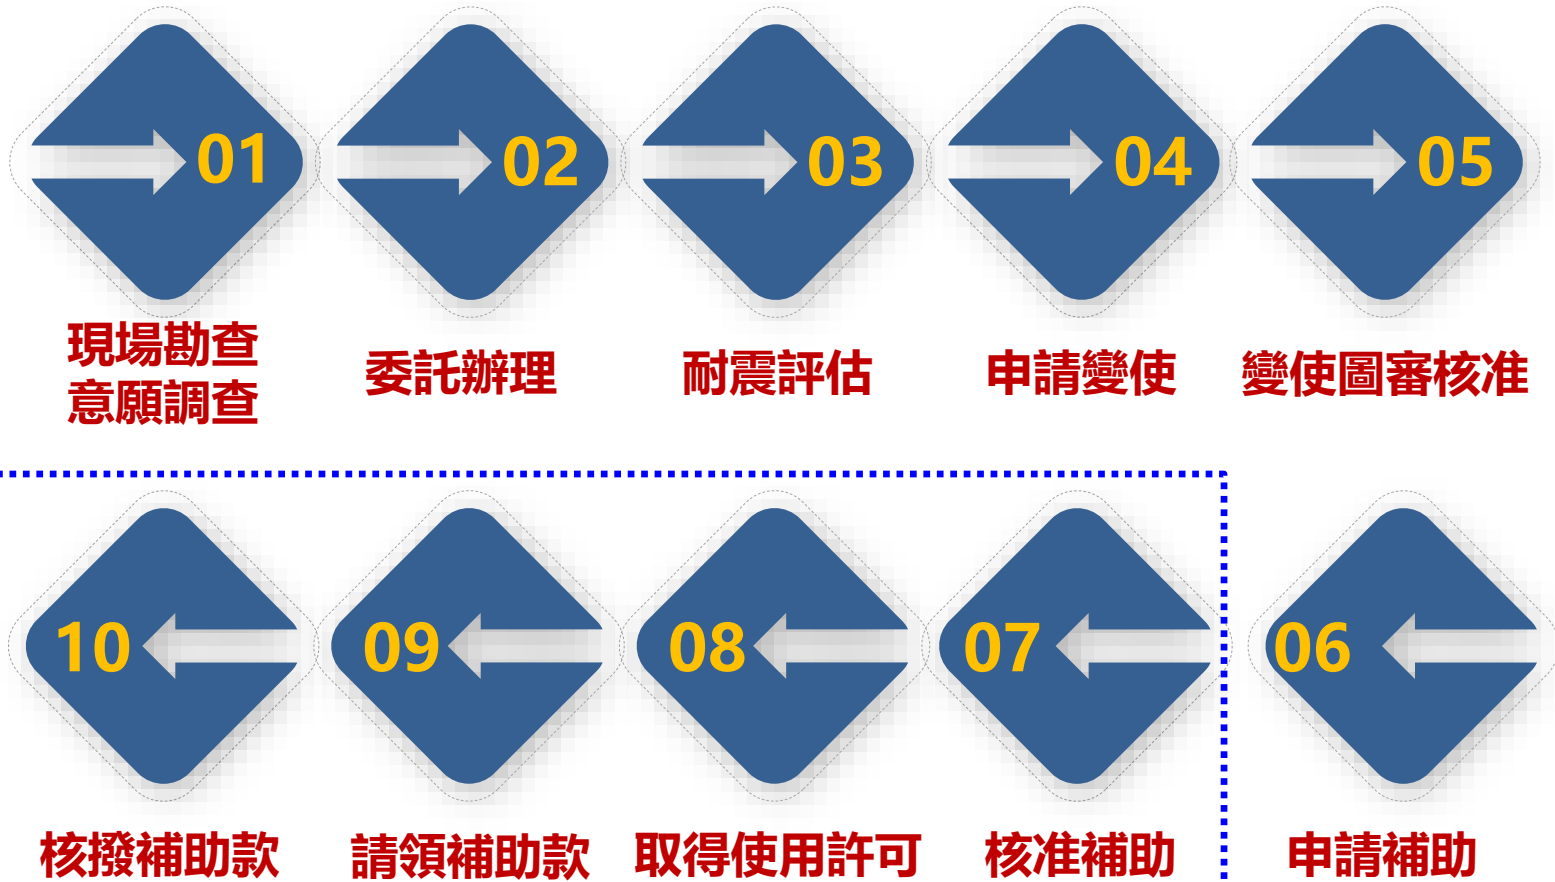 01
現場勘查
意願調查
02
委託辦理
03
耐震評估
04
申請變使
05
變使圖審核准
06
申請補助
07
核准補助
08
取得使用許可
09
請領補助款
10
核撥補助款